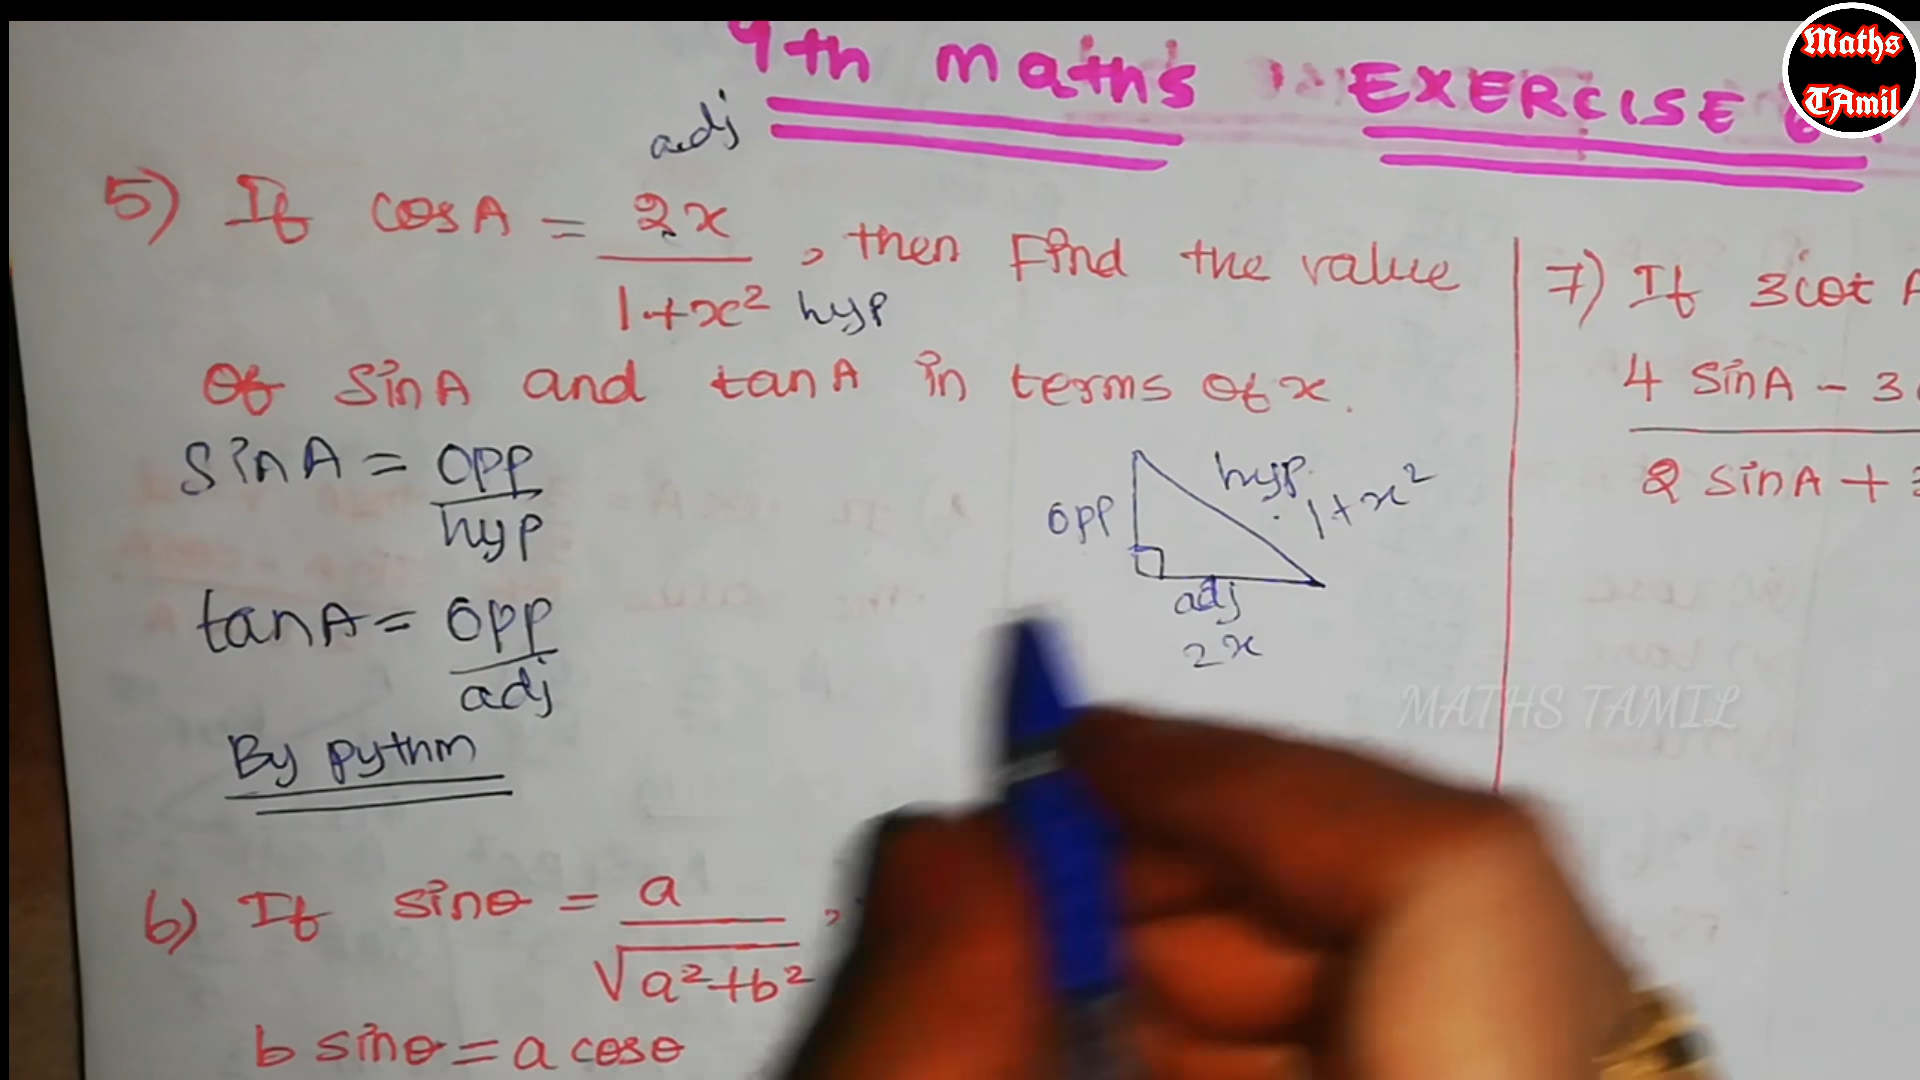 9th maths EXERCISE 6.
Maths
TAmil
adj
5) If cosA = 2x
1+x² hyp
, then Find the value
of sinA and tanA in terms of x.
sinA = opp
hyp
tanA = opp
adj
By pythm
opp
hyp
1+x²
adj
2x
6) If sinθ = a
√a²+b²
,
b sinθ = a cosθ
7) If 3cot A
4 sinA - 3
2 sinA +
MATHS TAMIL